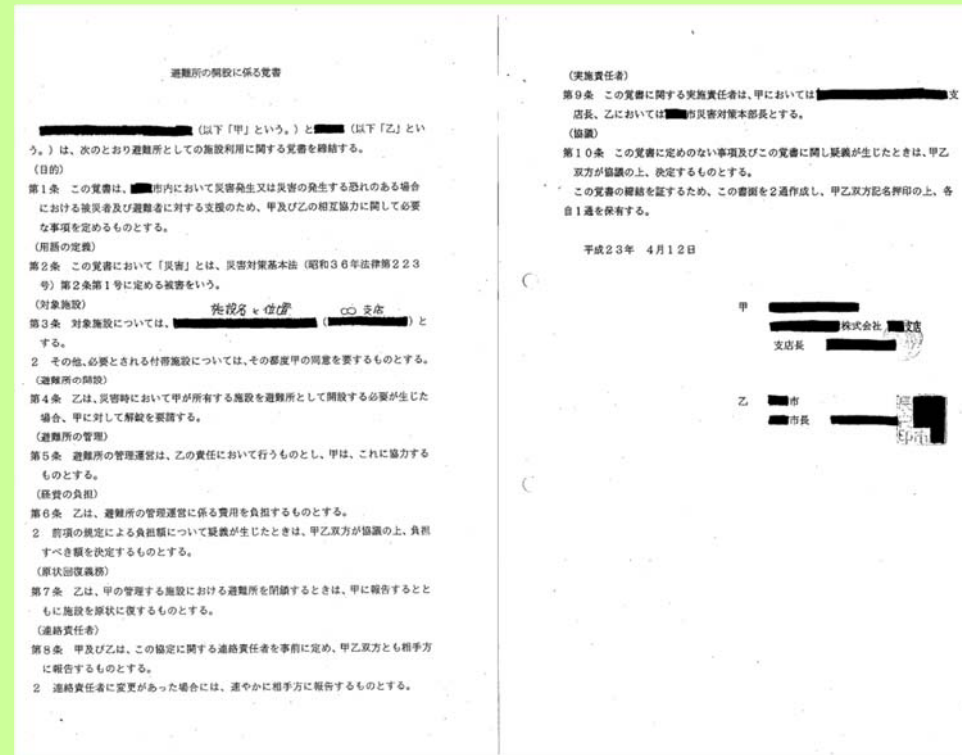 避難所の開設に係る覚書
（以下「甲」という。）と（以下「乙」とい
う。）は、次のとおり避難所としての施設利用に関する覚書を締結する。
（目的）
第１条　この覚書は、市内において災害発生又は災害の発生する恐れのある場合
における被災者及び避難者に対する支援のため、甲及び乙の相互協力に関して必要
な事項を定めるものとする。
（用語の定義）
第２条　この覚書において「災害」とは、災害対策基本法（昭和３６年法律第２２３
号）第２条第１号に定める被害をいう。
（対象施設）
施設名と位置　○○支店
第３条　対象施設については、（）と
する。
２　その他、必要とされる付帯施設については、その都度甲の同意を要するものとする。
（避難所の開設）
第４条　乙は、災害時において甲が所有する施設を避難所として開設する必要が生じた
場合、甲に対して解錠を要請する。
（避難所の管理）
第５条　避難所の管理運営は、乙の責任において行うものとし、甲は、これに協力する
ものとする。
（経費の負担）
第６条　乙は、避難所の管理運営に係る費用を負担するものとする。
２　前項の規定による負担額について疑義が生じたときは、甲乙双方が協議の上、負担
すべき額を決定するものとする。
（原状回復義務）
第７条　乙は、甲の管理する施設における避難所を閉鎖するときは、甲に報告するとと
もに施設を原状に復するものとする。
（連絡責任者）
第８条　甲及び乙は、この協定に関する連絡責任者を事前に定め、甲乙双方とも相手方
に報告するものとする。
２　連絡責任者に変更があった場合には、速やかに相手方に報告するものとする。
（実施責任者）
第９条　この覚書に関する実施責任者は、甲においては支
店長、乙においては市災害対策本部長とする。
（協議）
第１０条　この覚書に定めのない事項及びこの覚書に関し疑義が生じたときは、甲乙
双方が協議の上、決定するものとする。
この覚書の締結を証するため、この書面を２通作成し、甲乙双方記名押印の上、各
自１通を保有する。
平成２３年　４月１２日
甲
株式会社　支店
支店長
乙　市
市長